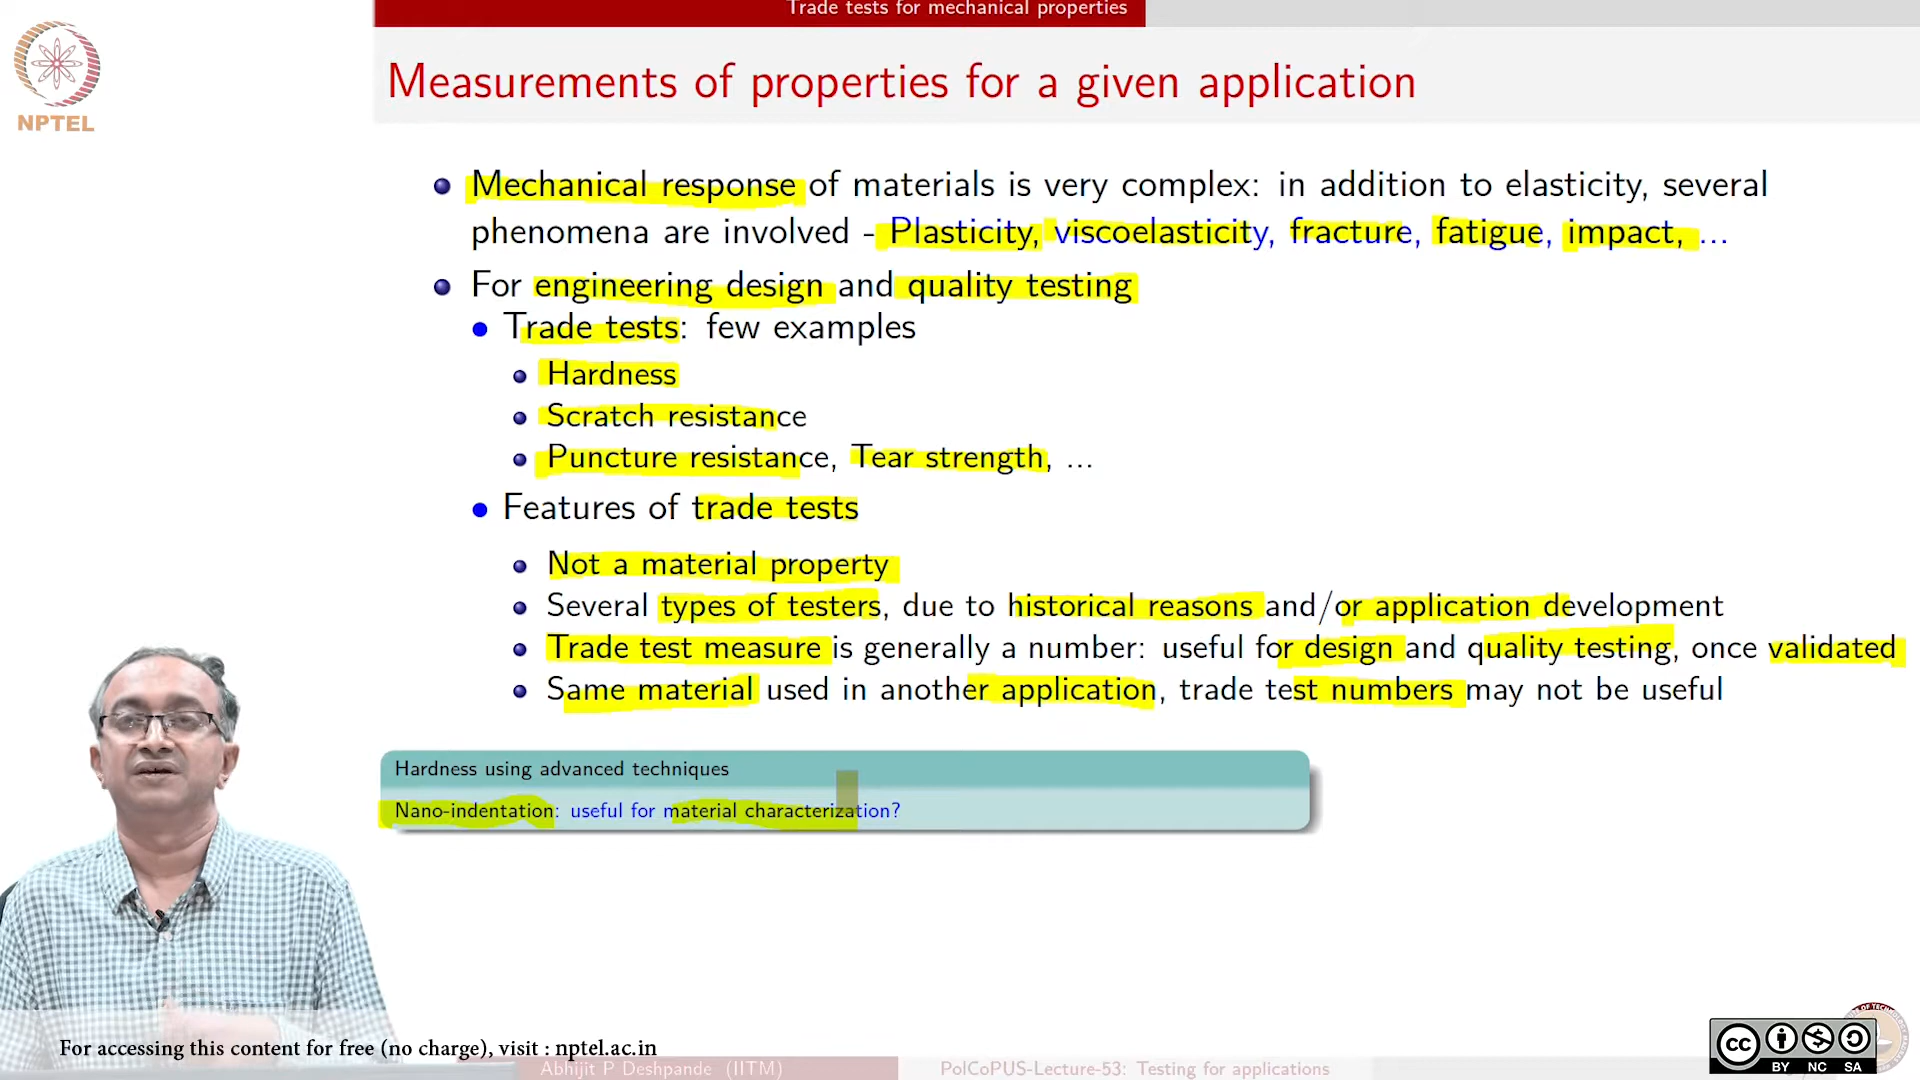 Trade tests for mechanical properties
NPTEL
Measurements of properties for a given application
Mechanical response of materials is very complex: in addition to elasticity, several
phenomena are involved - Plasticity, viscoelasticity, fracture, fatigue, impact, ...
For engineering design and quality testing
Trade tests: few examples
Hardness
Scratch resistance
Puncture resistance, Tear strength, ...
Features of trade tests
Not a material property
Several types of testers, due to historical reasons and/or application development
Trade test measure is generally a number: useful for design and quality testing, once validated
Same material used in another application, trade test numbers may not be useful
Hardness using advanced techniques
Nano-indentation: useful for material characterization?
For accessing this content for free (no charge), visit : nptel.ac.in
Abhijit P Deshpande (IITM)
PolCoPUS-Lecture-53: Testing for applications
cc
BY NC SA